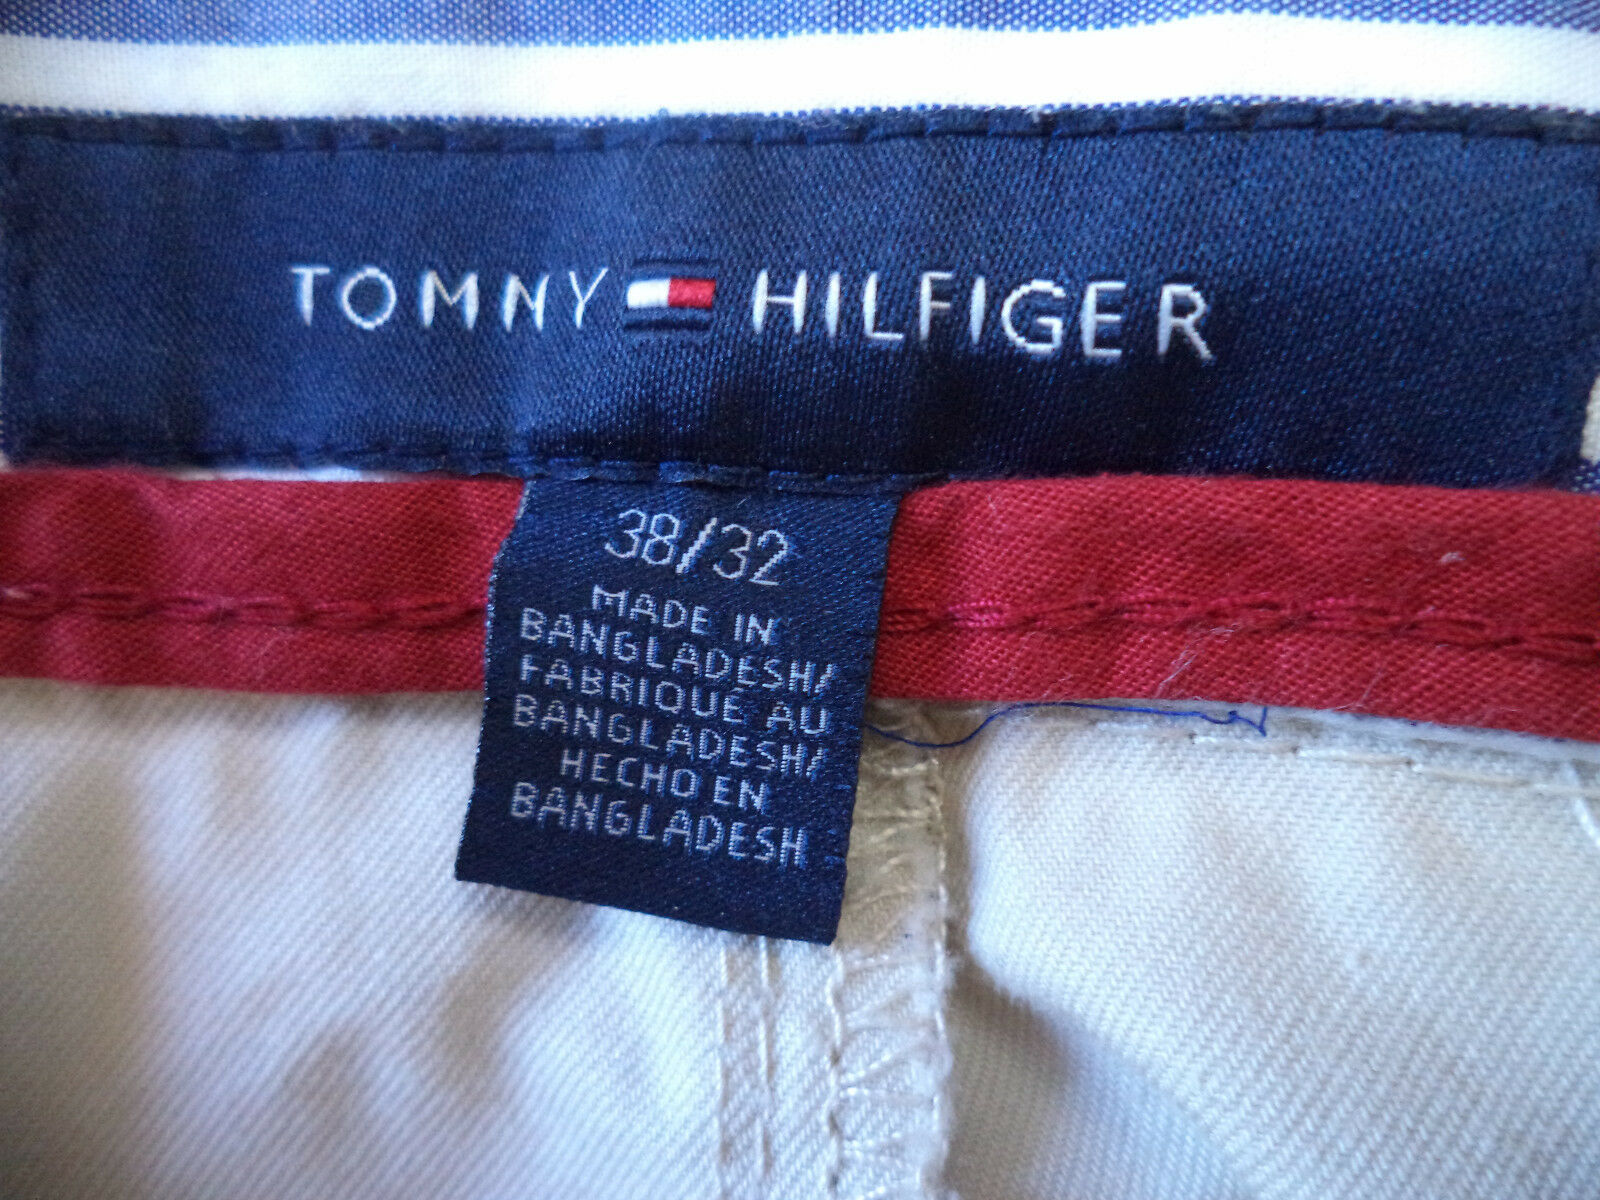 TOMMY HILFIGER
38/32
MADE IN
BANGLADESH/
FABRIQUE AU
BANGLADESH/
HECHO EN
BANGLADESH